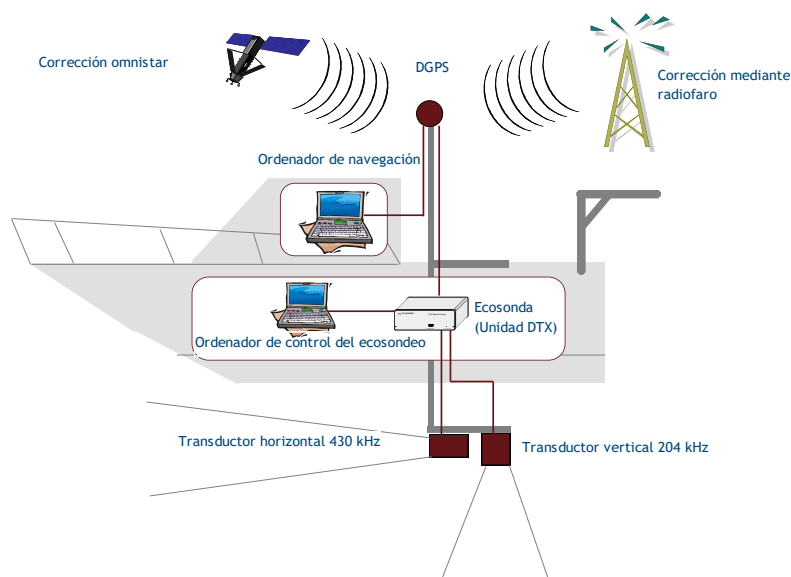 Corrección omnistar
DGPS
Corrección mediante
radiofaro
Ordenador de navegación
Ecosonda
(Unidad DTX)
Ordenador de control del ecosondeo
Transductor horizontal 430 kHz
Transductor vertical 204 kHz